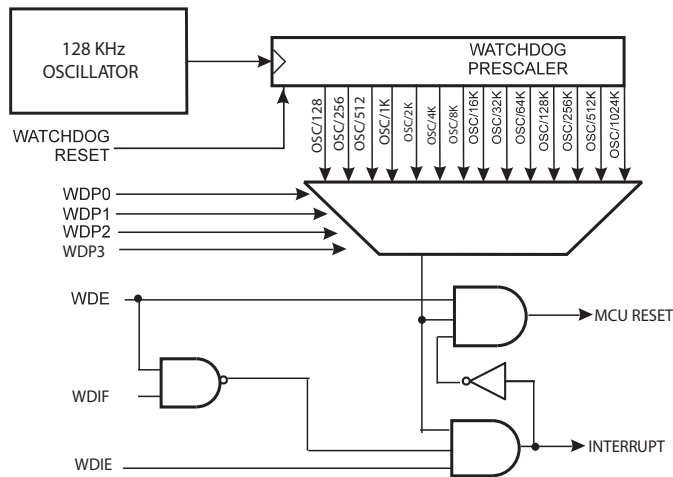 128 KHz
OSCILLATOR
WATCHDOG
PRESCALER
WATCHDOG
RESET
OSC/128
OSC/256
OSC/512
OSC/1K
OSC/2K
OSC/4K
OSC/8K
OSC/16K
OSC/32K
OSC/64K
OSC/128K
OSC/256K
OSC/512K
OSC/1024K
WDP0
WDP1
WDP2
WDP3
WDE
MCU RESET
WDIF
INTERRUPT
WDIE